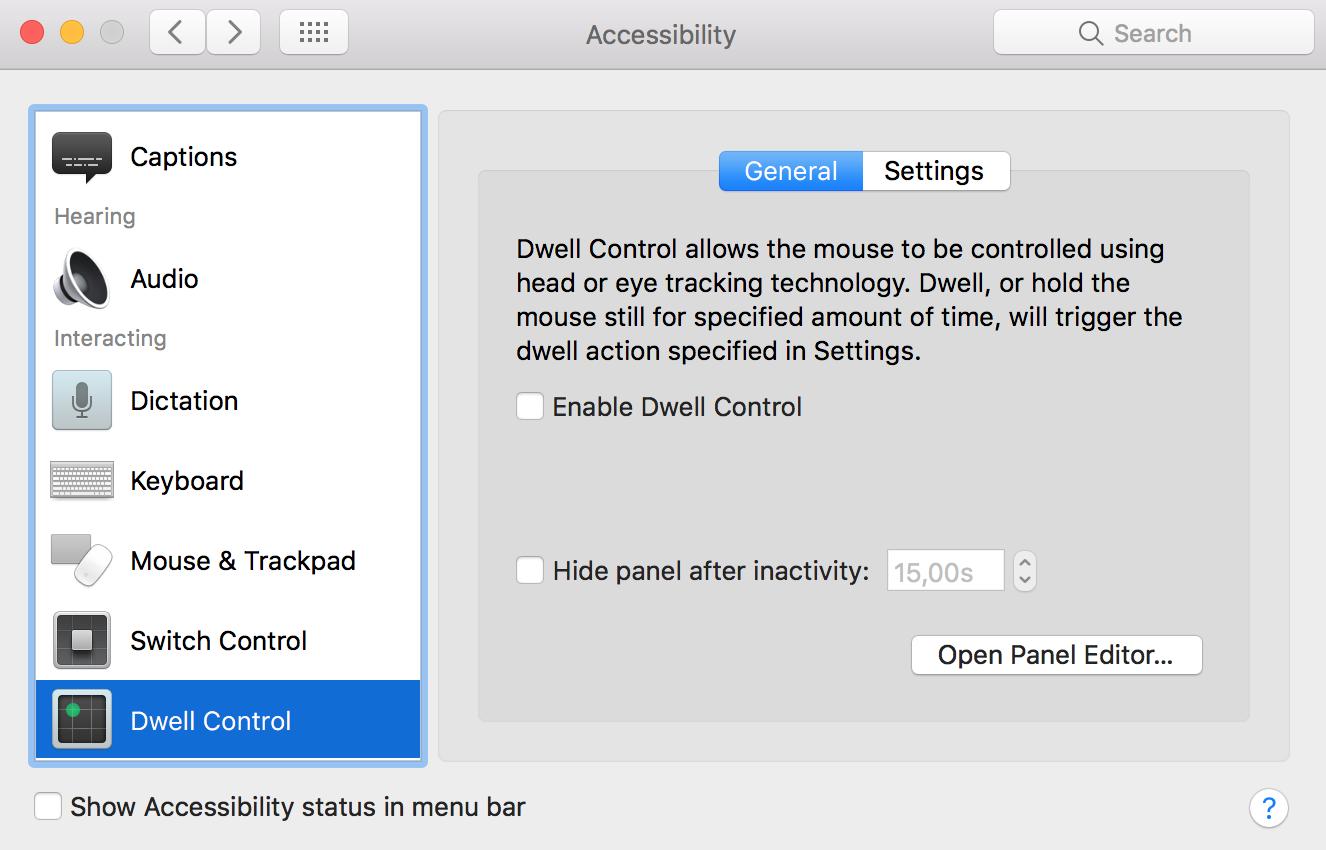 Accessibility
Search
Captions
Hearing
Audio
Interacting
Dictation
Keyboard
Mouse & Trackpad
Switch Control
Dwell Control
General
Settings
Dwell Control allows the mouse to be controlled using
head or eye tracking technology. Dwell, or hold the
mouse still for specified amount of time, will trigger the
dwell action specified in Settings.
Enable Dwell Control
Hide panel after inactivity: 15,00s
Open Panel Editor...
Show Accessibility status in menu bar
?